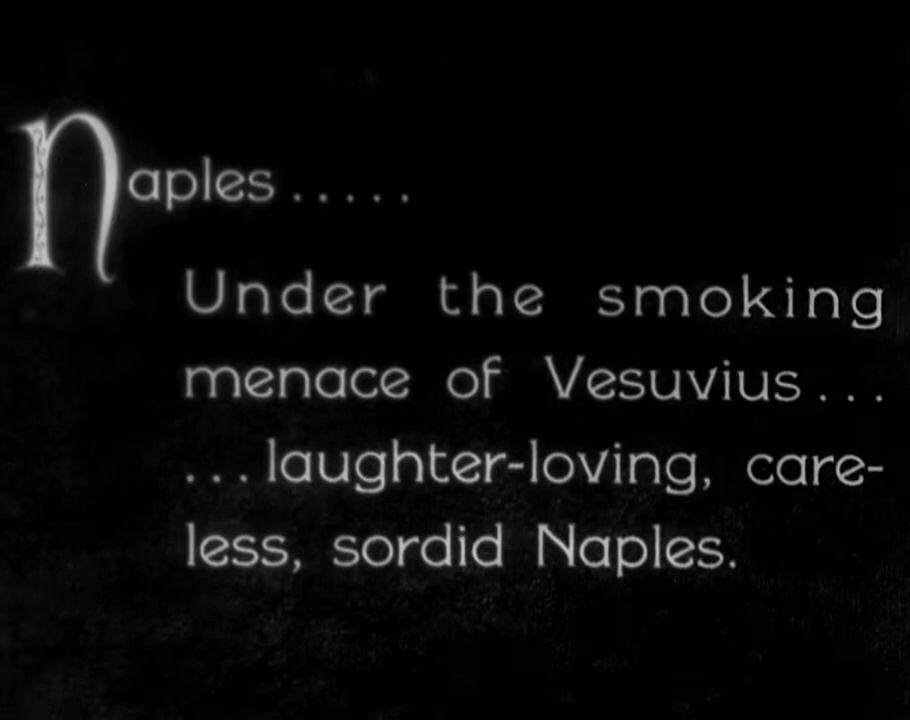 Naples.....
Under the smoking
menace of Vesuvius...
...laughter-loving, care-
less, sordid Naples.